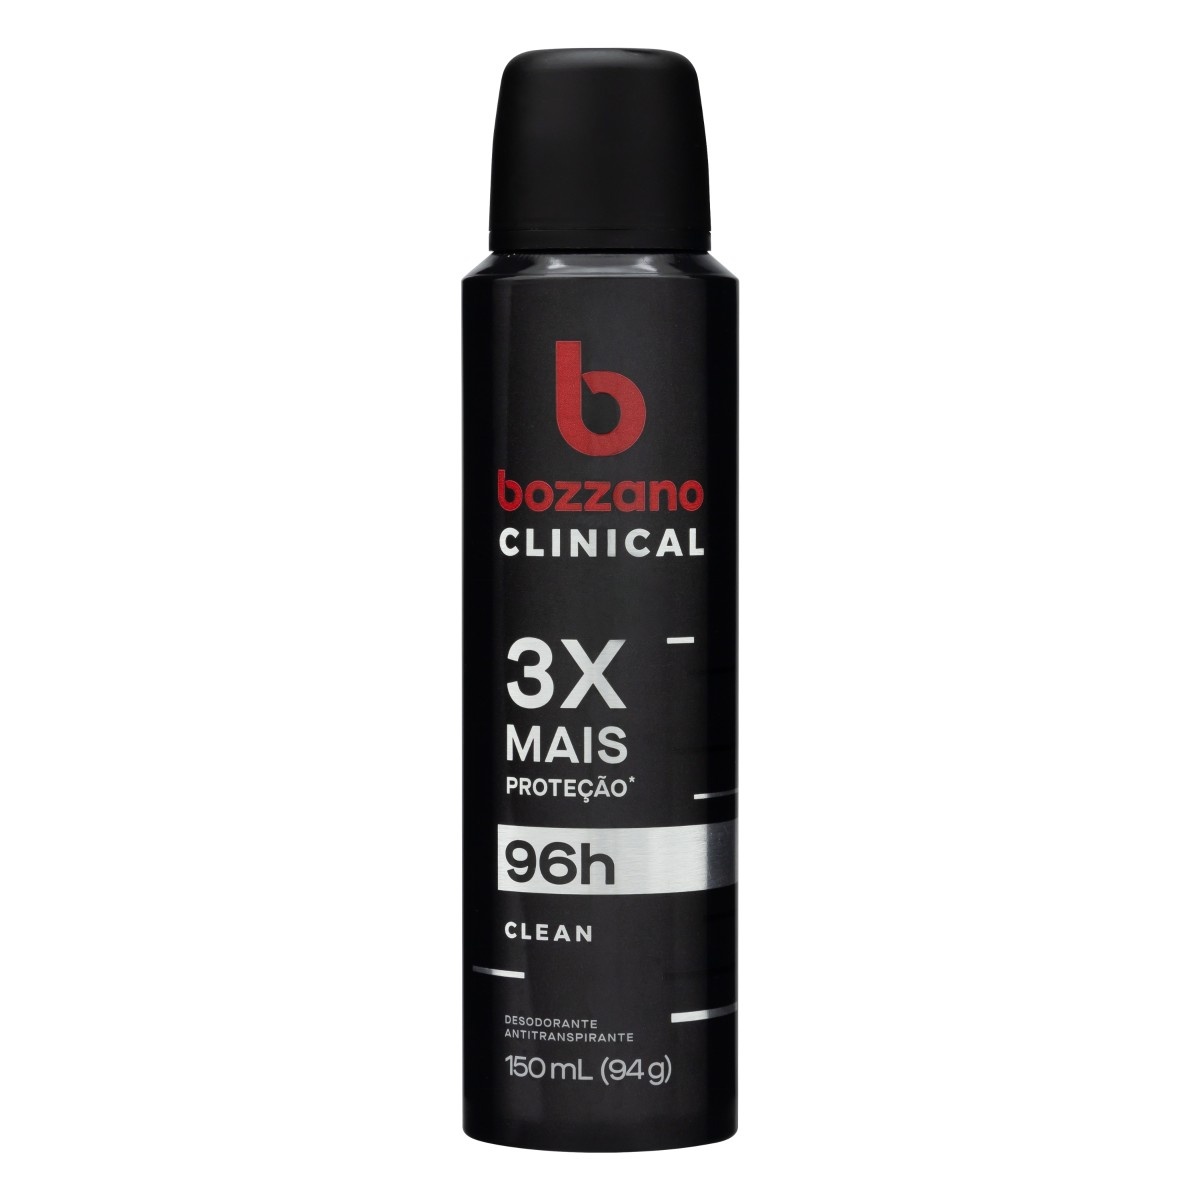 b
bozzano
CLINICAL
3X
MAIS
PROTEÇÃO*
96h
CLEAN
DESODORANTE
ANTITRANSPIRANTE
150 mL (94 g)